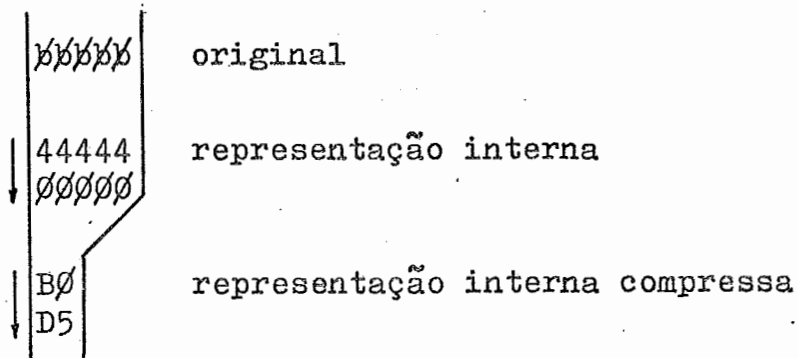 ƀƀƀƀƀ original
44444 representação interna
ØØØØØ
BØ representação interna compressa
D5